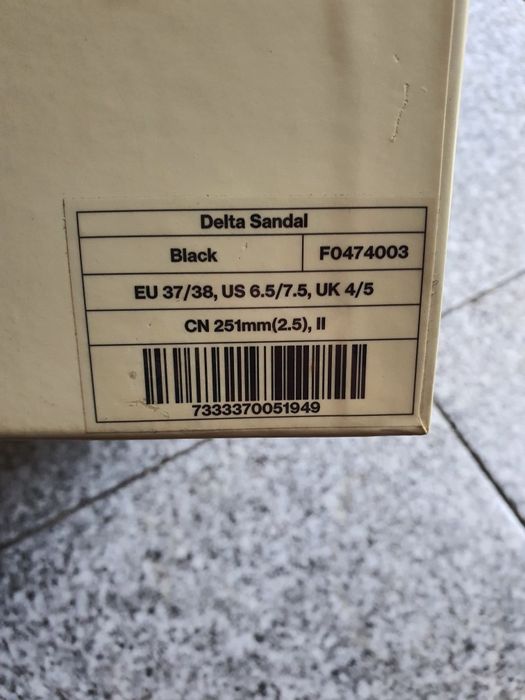 Delta Sandal
Black F0474003
EU 37/38, US 6.5/7.5, UK 4/5
CN 251mm(2.5), II
7333370051949